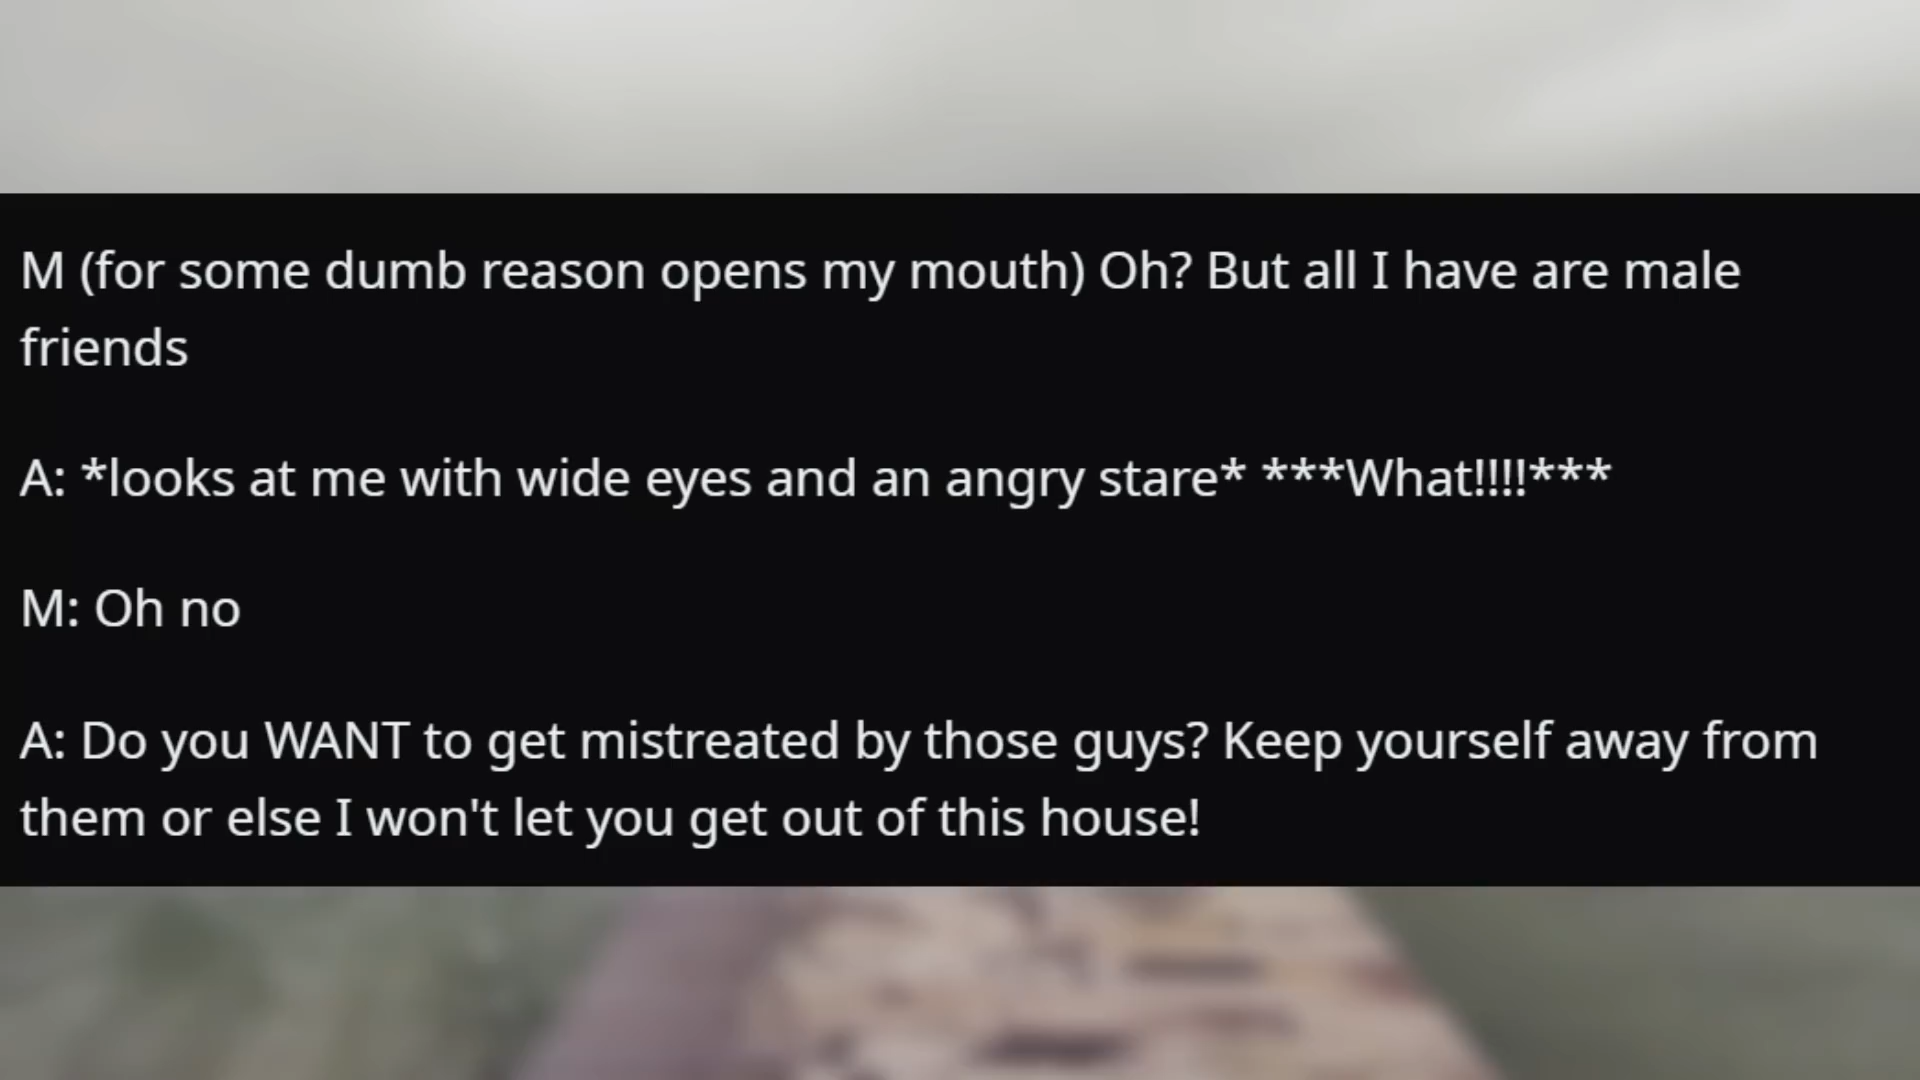 M (for some dumb reason opens my mouth) Oh? But all I have are male
friends
A: *looks at me with wide eyes and an angry stare* ***What!!!!***
M: Oh no
A: Do you WANT to get mistreated by those guys? Keep yourself away from
them or else I won't let you get out of this house!